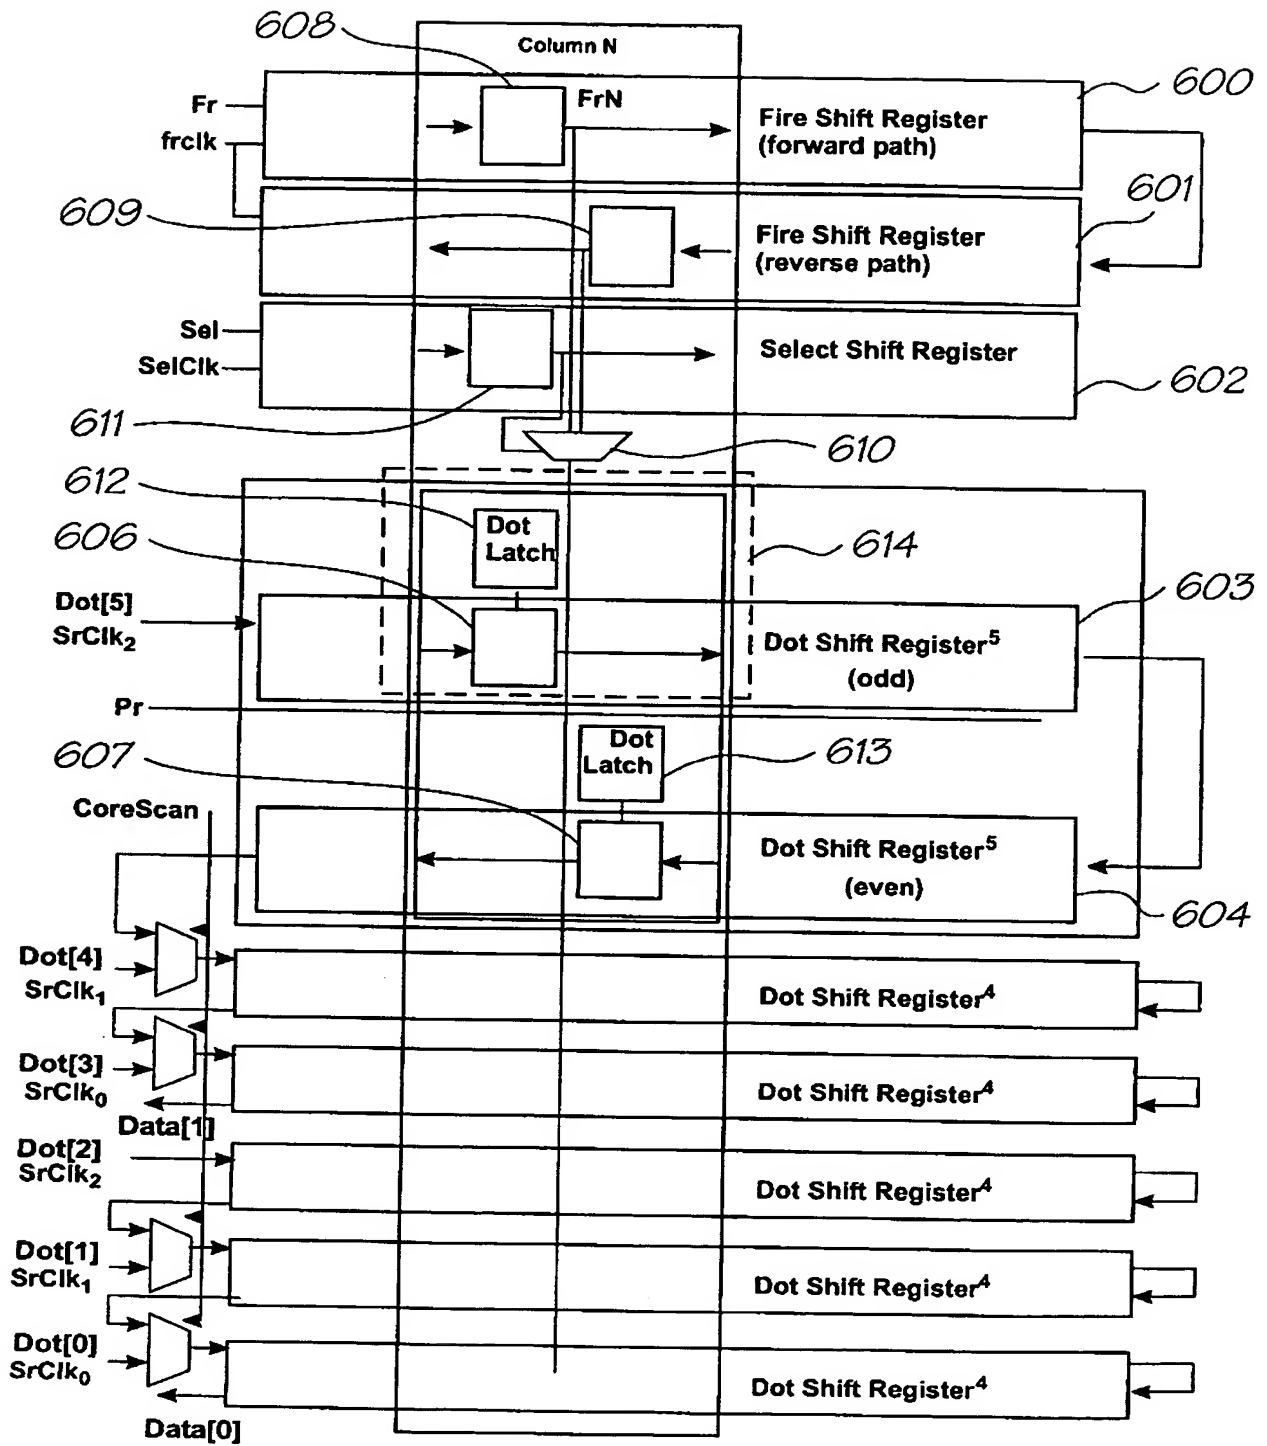 608
Column N
600
Fr
FrN
Fire Shift Register
(forward path)
frclk
601
609
Fire Shift Register
(reverse path)
Sel
SelClk
Select Shift Register
602
611
610
612
Dot
Latch
606
614
603
Dot[5]
SrClk2
Dot Shift Register5
(odd)
Pr
Dot
Latch
613
607
CoreScan
Dot Shift Register5
(even)
604
Dot[4]
SrClk1
Dot Shift Register4
Dot[3]
SrClk0
Dot Shift Register4
Data[1]
Dot[2]
SrClk2
Dot Shift Register4
Dot[1]
SrClk1
Dot Shift Register4
Dot[0]
SrClk0
Dot Shift Register4
Data[0]